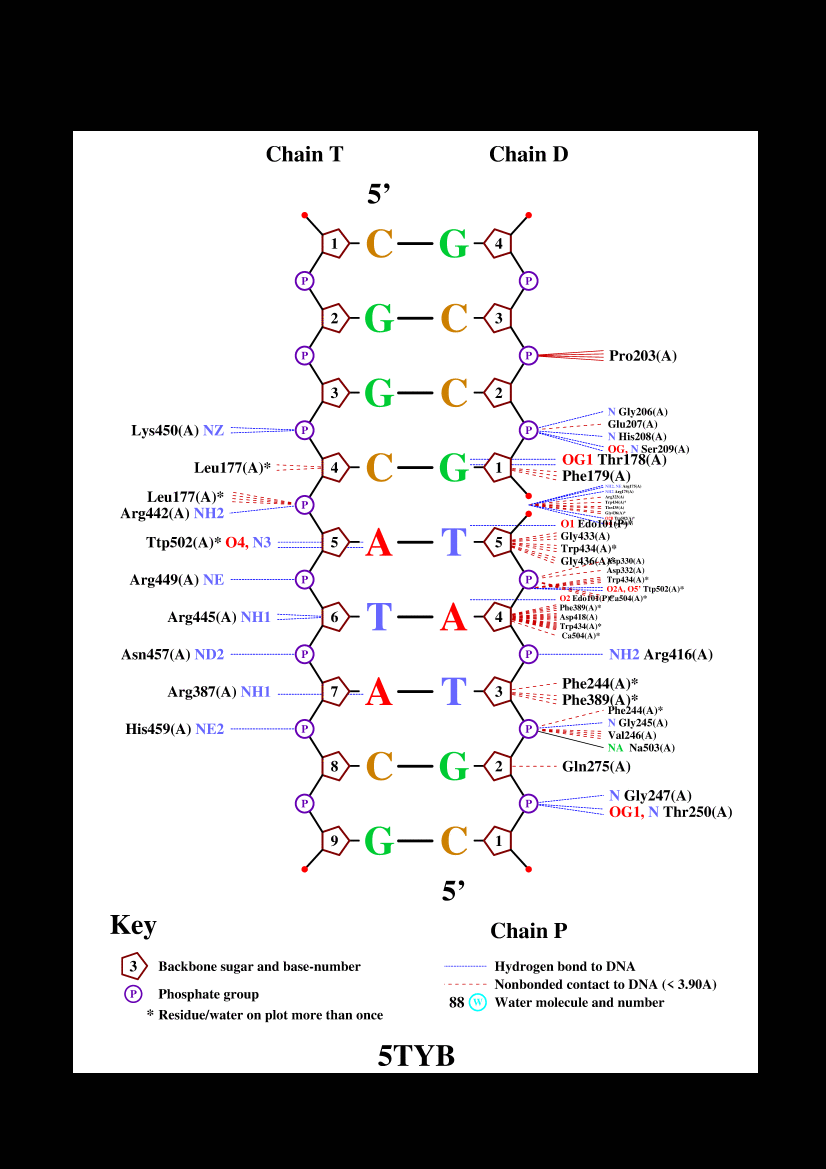 Chain T Chain D
5’
1 C G 4
P P
2 G C 3
P P Pro203(A)
3 G C 2
N Gly206(A)
Glu207(A)
Lys450(A) NZ P P N His208(A)
OG, N Ser209(A)
OG1 Thr178(A)
Leu177(A)* 4 C G 1
Phe179(A)
Leu177(A)* P
Arg442(A) NH2
O1 Edo101(P)*
Gly433(A)
Ttp502(A)* O4, N3 5 A T 5
Trp434(A)*
Gly436(A)*
Asp330(A)
Asp332(A)
Arg449(A) NE P P Trp434(A)*
O2A, O5' Ttp502(A)*
O2 Edo101(P)* Ca504(A)*
Phe389(A)*
Arg445(A) NH1 6 T A 4 Asp418(A)
Trp434(A)*
Ca504(A)*
Asn457(A) ND2 P P NH2 Arg416(A)
Phe244(A)*
Arg387(A) NH1 7 A T 3
Phe389(A)*
Phe244(A)*
N Gly245(A)
His459(A) NE2 P P Val246(A)
NA Na503(A)
8 C G 2 Gln275(A)
N Gly247(A)
P P
OG1, N Thr250(A)
9 G C 1
5’
Key Chain P
3 Backbone sugar and base-number
P Phosphate group
* Residue/water on plot more than once
Hydrogen bond to DNA
Nonbonded contact to DNA (< 3.90A)
88 W Water molecule and number
5TYB